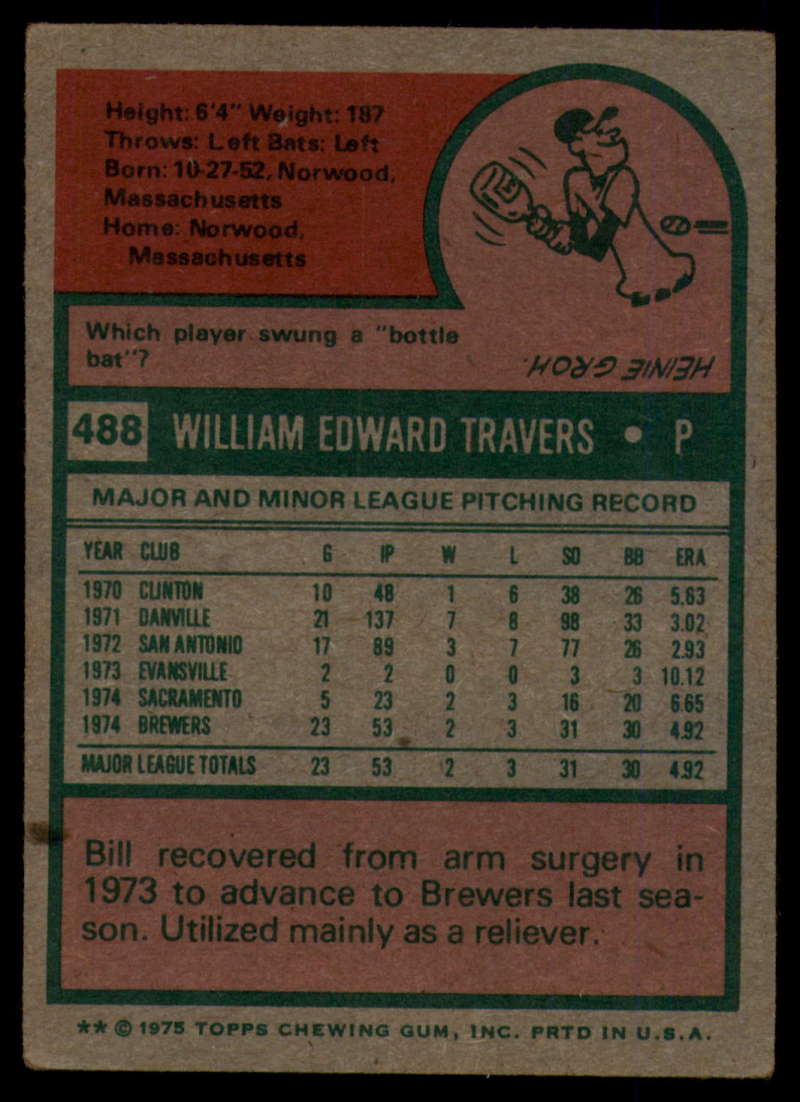 Height: 6'4" Weight: 187
Throws: Left Bats: Left
Born: 10-27-52, Norwood,
Massachusetts
Home: Norwood,
Massachusetts
Which player swung a "bottle
bat"?
HEINIE GROH.
488 WILLIAM EDWARD TRAVERS • P
MAJOR AND MINOR LEAGUE PITCHING RECORD
YEAR CLUB G IP W L SO BB ERA
1970 CLINTON 10 48 1 6 38 26 5.63
1971 DANVILLE 21 137 7 8 98 33 3.02
1972 SAN ANTONIO 17 89 3 7 77 26 2.93
1973 EVANSVILLE 2 2 0 0 3 3 10.12
1974 SACRAMENTO 5 23 2 3 16 20 6.65
1974 BREWERS 23 53 2 3 31 30 4.92
MAJOR LEAGUE TOTALS 23 53 2 3 31 30 4.92
Bill recovered from arm surgery in
1973 to advance to Brewers last sea-
son. Utilized mainly as a reliever.
** © 1975 TOPPS CHEWING GUM, INC. PRTD IN U.S.A.